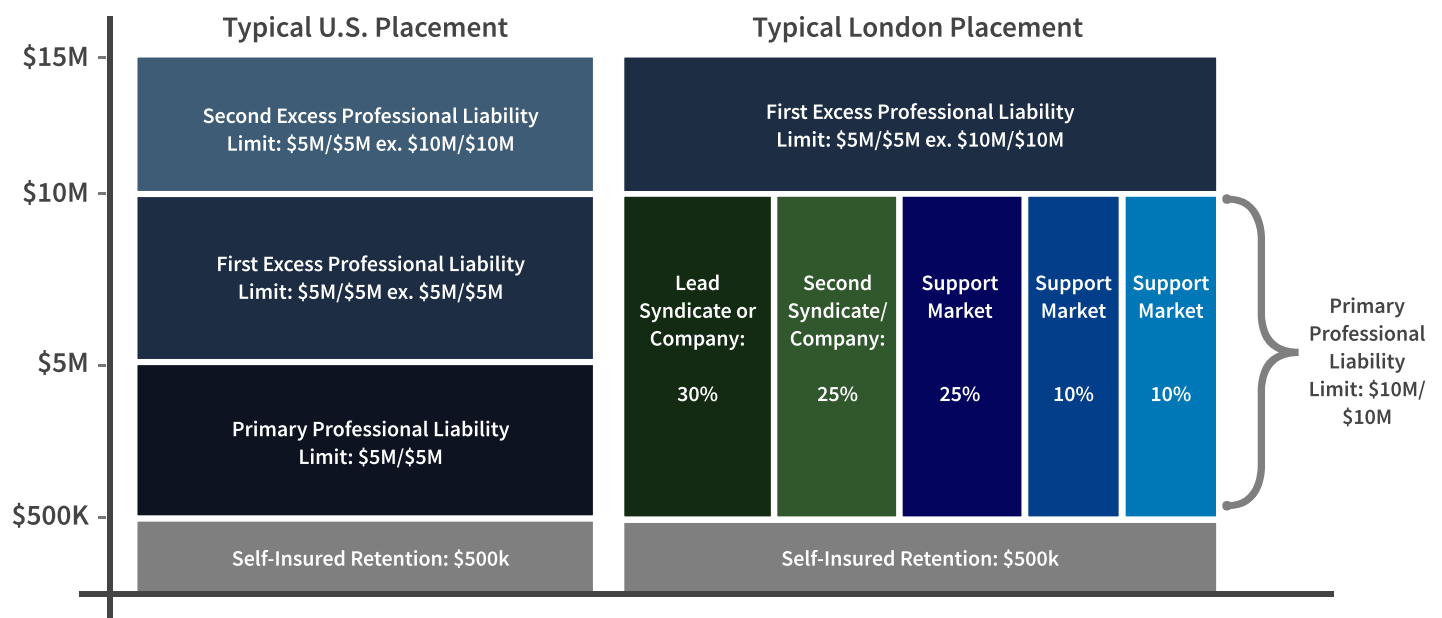 Typical U.S. Placement
Typical London Placement
$15M
$10M
$5M
$500K
Second Excess Professional Liability
Limit: $5M/$5M ex. $10M/$10M
First Excess Professional Liability
Limit: $5M/$5M ex. $5M/$5M
Primary Professional Liability
Limit: $5M/$5M
Self-Insured Retention: $500k
First Excess Professional Liability
Limit: $5M/$5M ex. $10M/$10M
Lead
Syndicate or
Company:
30%
Second
Syndicate/
Company:
25%
Support
Market
25%
Support
Market
10%
Support
Market
10%
Primary
Professional
Liability
Limit: $10M/
$10M
Self-Insured Retention: $500k